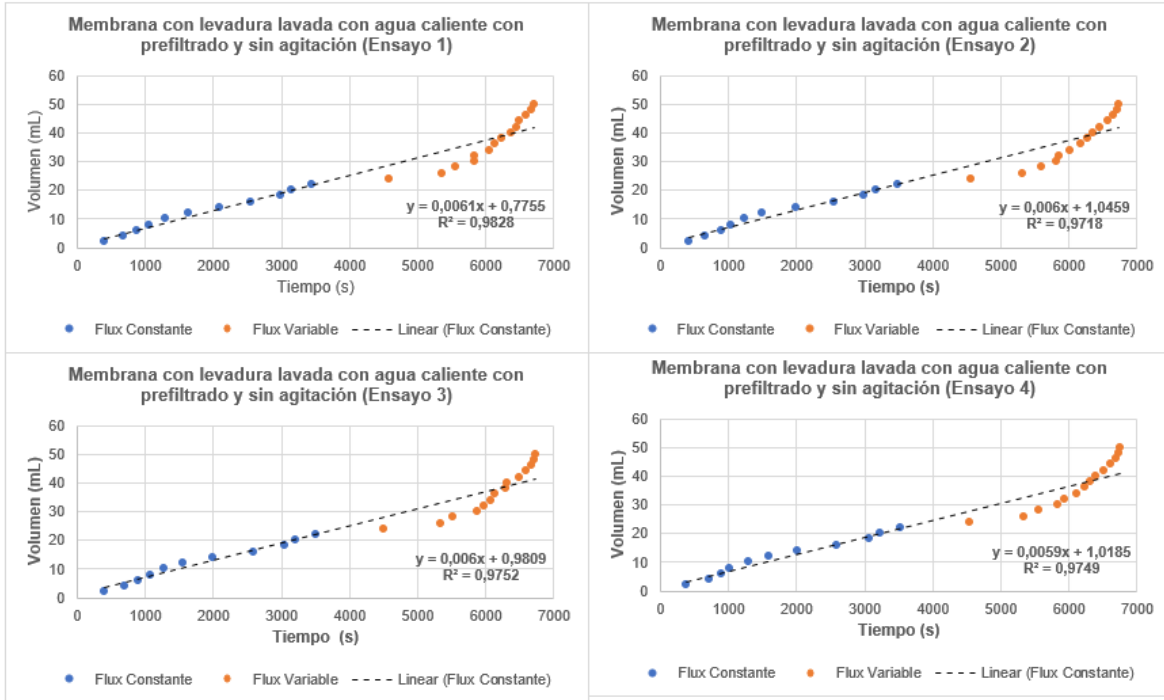 Membrana con levadura lavada con agua caliente con
prefiltrado y sin agitación (Ensayo 1)
60
50
40
30
20
10
0
Volumen (mL)
y = 0,0061x + 0,7755
R² = 0,9828
0 1000 2000 3000 4000 5000 6000 7000
Tiempo (s)
Flux Constante Flux Variable Linear (Flux Constante)
Membrana con levadura lavada con agua caliente con
prefiltrado y sin agitación (Ensayo 2)
60
50
40
30
20
10
0
Volumen (mL)
y = 0,006x + 1,0459
R² = 0,9718
0 1000 2000 3000 4000 5000 6000 7000
Tiempo (s)
Flux Constante Flux Variable Linear (Flux Constante)
Membrana con levadura lavada con agua caliente con
prefiltrado y sin agitación (Ensayo 3)
60
50
40
30
20
10
0
Volumen (mL)
y = 0,006x + 0,9809
R² = 0,9752
0 1000 2000 3000 4000 5000 6000 7000
Tiempo (s)
Flux Constante Flux Variable Linear (Flux Constante)
Membrana con levadura lavada con agua caliente con
prefiltrado y sin agitación (Ensayo 4)
60
50
40
30
20
10
0
Volumen (mL)
y = 0,0059x + 1,0185
R² = 0,9749
0 1000 2000 3000 4000 5000 6000 7000
Tiempo (s)
Flux Constante Flux Variable Linear (Flux Constante)